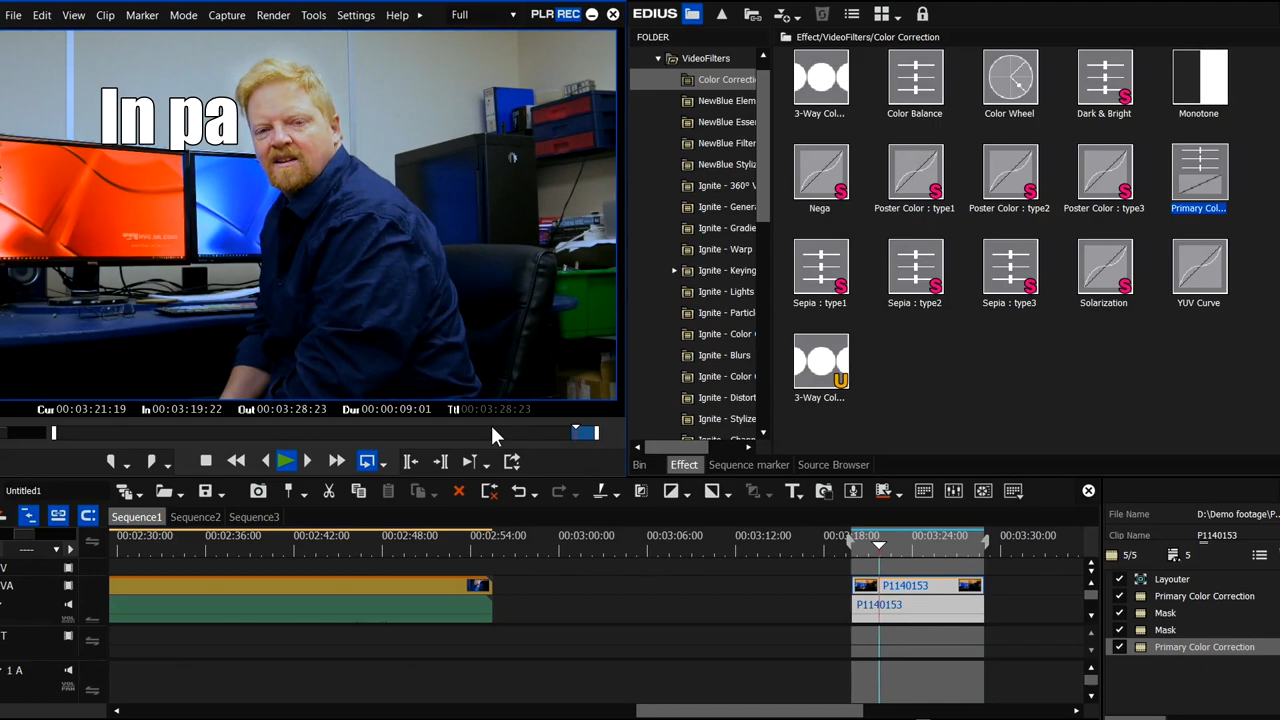 File Edit View Clip Marker Mode Capture Render Tools Settings Help Full PLR REC
EDIUS
FOLDER
Effect/VideoFilters/Color Correction
VideoFilters
Color Correcti
NewBlue Elem
NewBlue Esse
NewBlue Filter
NewBlue Styliz
Ignite - 360º V
Ignite - Genera
Ignite - Gradie
Ignite - Warp
Ignite - Keying
Ignite - Lights
Ignite - Particl
Ignite - Color
Ignite - Blurs
Ignite - Color
Ignite - Distort
Ignite - Stylize
3-Way Col... Color Balance Color Wheel Dark & Bright Monotone
Nega Poster Color : type1 Poster Color : type2 Poster Color : type3 Primary Col...
Sepia : type1 Sepia : type2 Sepia : type3 Solarization YUV Curve
3-Way Col...
In pa
Cur 00:03:21:19 In 00:03:19:22 Out 00:03:28:23 Dur 00:00:09:01 Ttl 00:03:28:23
Bin Effect Sequence marker Source Browser
Untitled1
Sequence1 Sequence2 Sequence3
00:02:30:00 00:02:36:00 00:02:42:00 00:02:48:00 00:02:54:00 00:03:00:00 00:03:06:00 00:03:12:00 00:03:18:00 00:03:24:00 00:03:30:00
V
VA
P1140153
P1140153
T
1 A
File Name D:\Demo footage\P...
Clip Name P1140153
5/5 5
Layouter
Primary Color Correction
Mask
Mask
Primary Color Correction